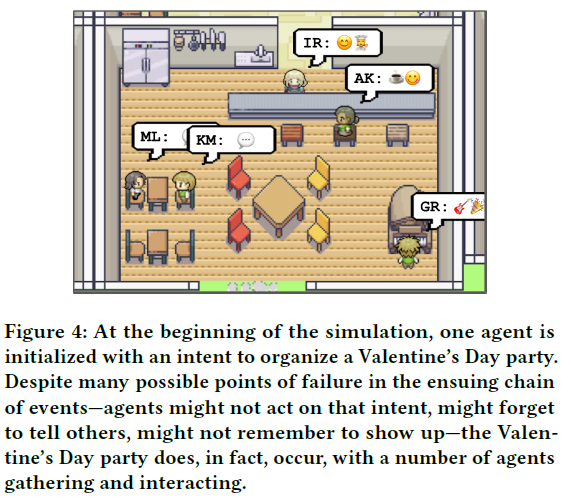 IR: 😊👨‍🍳
AK: ☕😋
ML:
KM: 💬
GR: 🎸🎉
Figure 4: At the beginning of the simulation, one agent is
initialized with an intent to organize a Valentine's Day party.
Despite many possible points of failure in the ensuing chain
of events—agents might not act on that intent, might forget
to tell others, might not remember to show up—the Valen-
tine's Day party does, in fact, occur, with a number of agents
gathering and interacting.